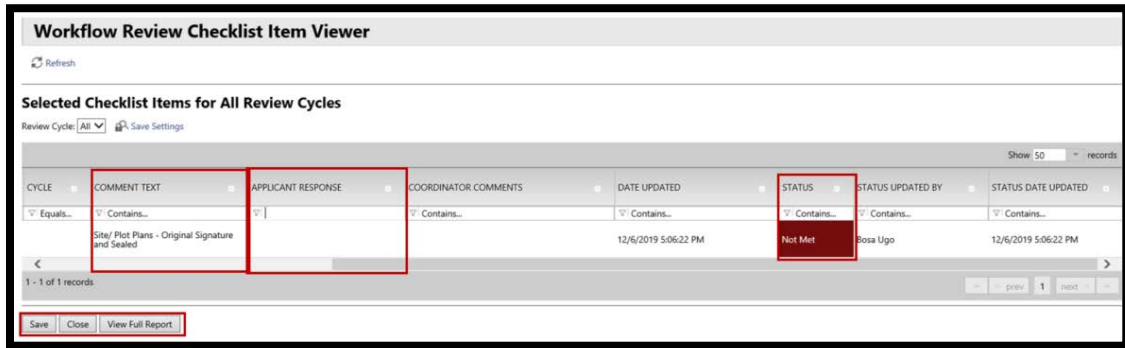 Workflow Review Checklist Item Viewer
Refresh
Selected Checklist Items for All Review Cycles
Review Cycle: All Save Settings
Show 50 records
CYCLE COMMENT TEXT APPLICANT RESPONSE COORDINATOR COMMENTS DATE UPDATED STATUS STATUS UPDATED BY STATUS DATE UPDATED
Equals... Contains... Contains... Contains... Contains... Contains... Contains...
Site/ Plot Plans - Original Signature
and Sealed 12/6/2019 5:06:22 PM Not Met Bosa Ugo 12/6/2019 5:06:22 PM
1 - 1 of 1 records prev 1 next
Save Close View Full Report